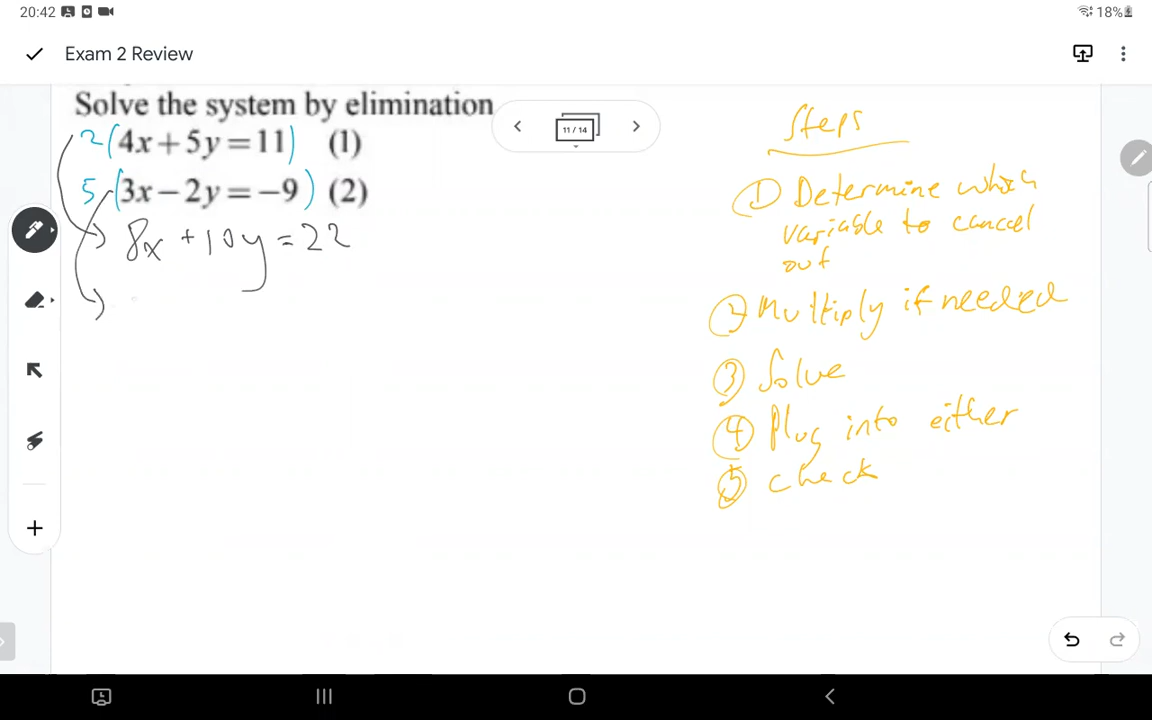 20:42
18%
Exam 2 Review
Solve the system by elimination
2(4x+5y=11) (1)
5(3x−2y=−9) (2)
8x +10y=22
11 / 14
Steps
① Determine which
variable to cancel
out
② Multiply if needed
③ Solve
④ Plug into either
⑤ check